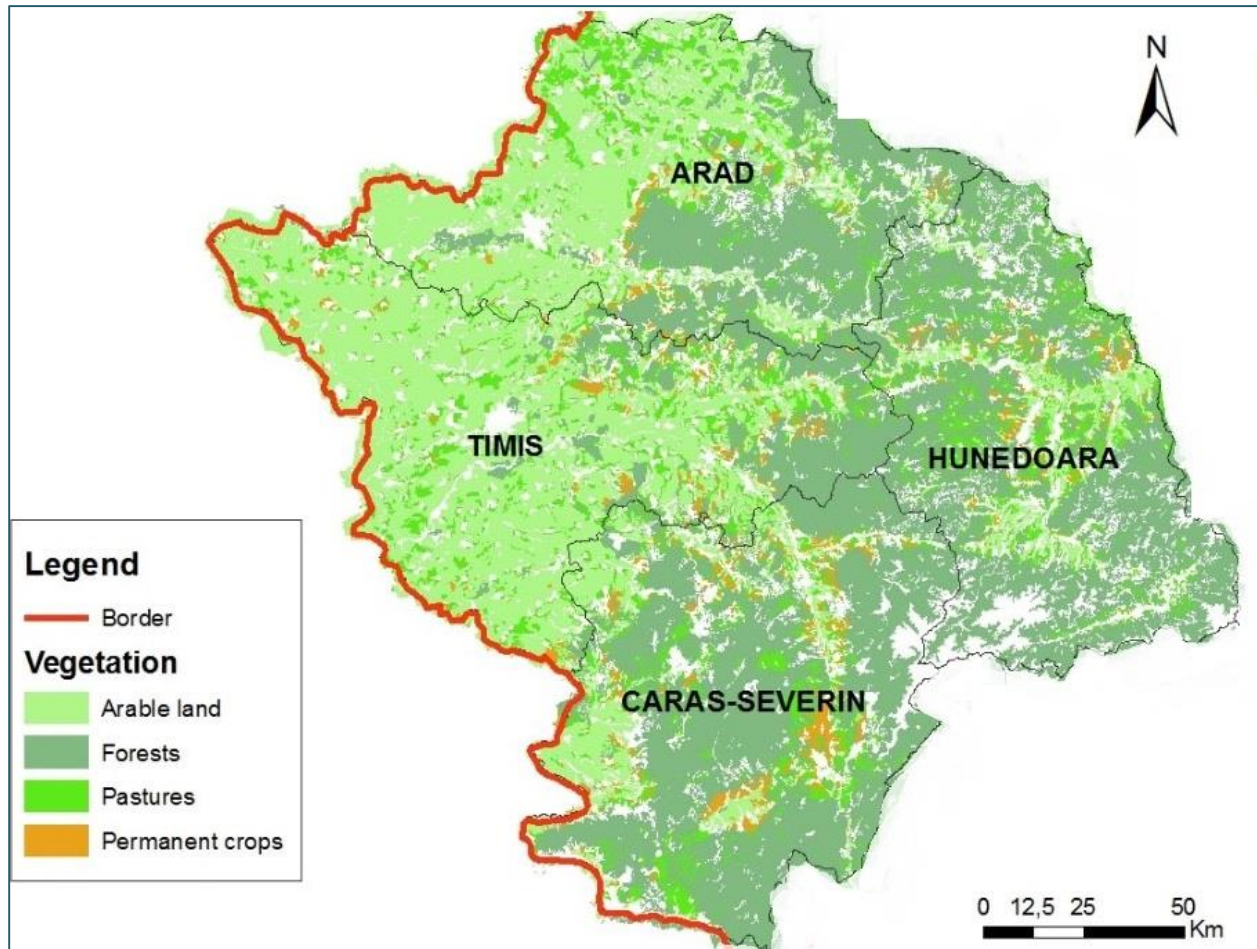 N
ARAD
TIMIS
HUNEDOARA
CARAS-SEVERIN
Legend
Border
Vegetation
Arable land
Forests
Pastures
Permanent crops
0 12,5 25 50
Km